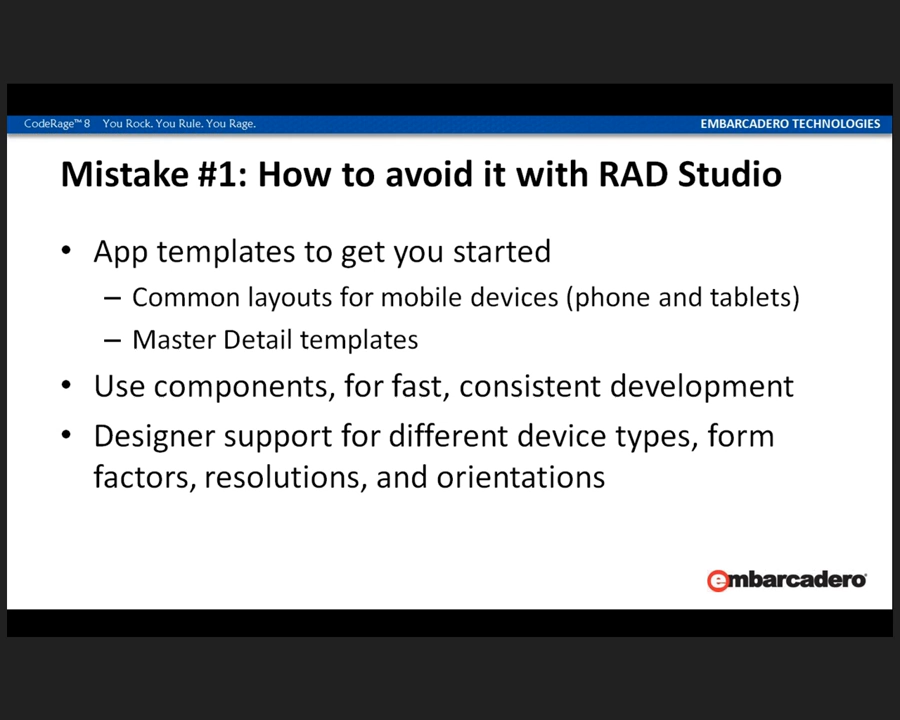 CodeRage™ 8 You Rock. You Rule. You Rage.
EMBARCADERO TECHNOLOGIES
Mistake #1: How to avoid it with RAD Studio
• App templates to get you started
– Common layouts for mobile devices (phone and tablets)
– Master Detail templates
• Use components, for fast, consistent development
• Designer support for different device types, form
factors, resolutions, and orientations
embarcadero